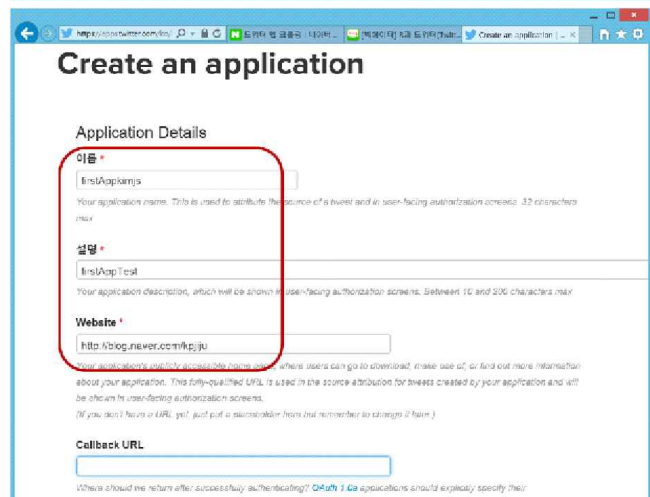 Create an application
Application Details
이름 *
firstAppkimjs
Your application name. This is used to attribute the source of a tweet and in user-facing authorization screens. 32 characters
max
설명 *
firstAppTest
Your application description, which will be shown in user-facing authorization screens. Between 10 and 200 characters max
Website *
http://blog.naver.com/kpjiju
Your application's publicly accessible home page, where users can go to download, make use of, or find out more information
about your application. This fully-qualified URL is used in the source attribution for tweets created by your application and will
be shown in user-facing authorization screens.
(If you don't have a URL yet, just put a placeholder here but remember to change it later.)
Callback URL
Where should we return after successfully authenticating? OAuth 1.0a applications should explicitly specify their